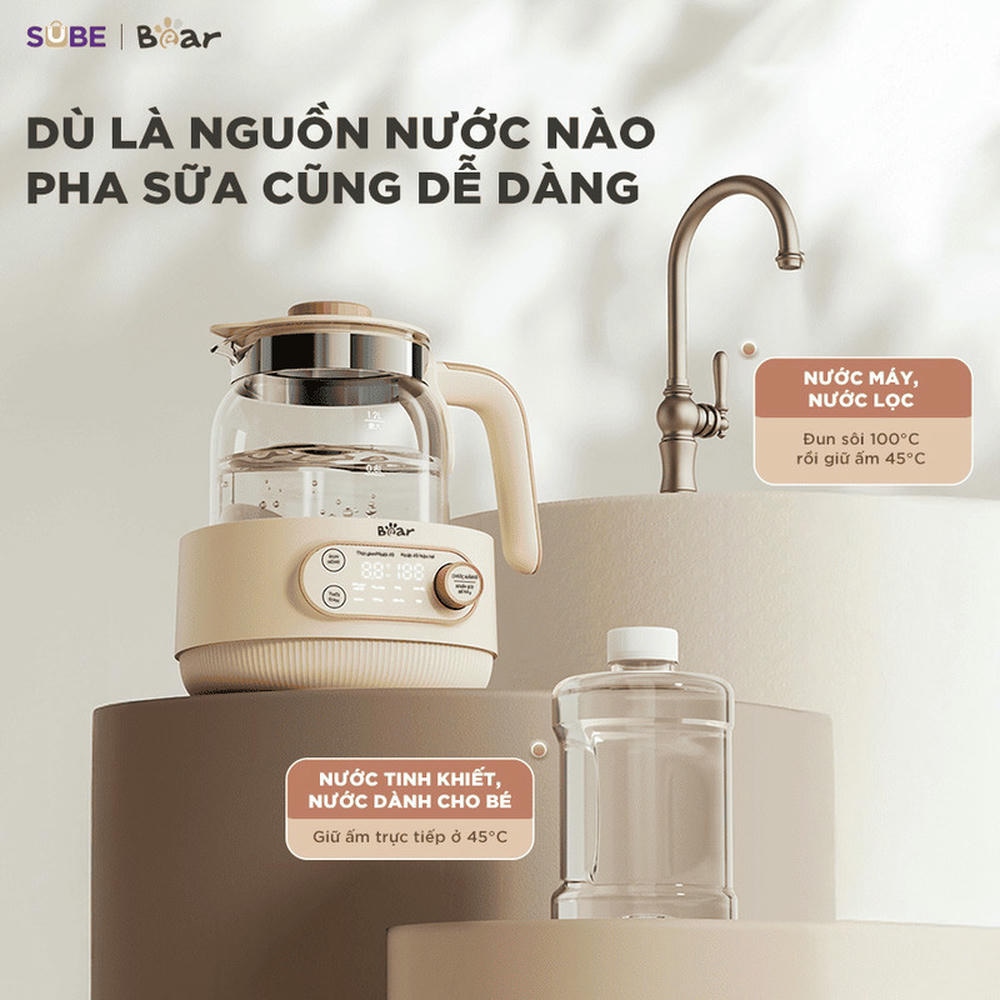 SUBE | Bear
DÙ LÀ NGUỒN NƯỚC NÀO
PHA SỮA CŨNG DỄ DÀNG
NƯỚC MÁY,
NƯỚC LỌC
Đun sôi 100°C
rồi giữ ấm 45°C
1.2L
0.8L
Bear
NƯỚC TINH KHIẾT,
NƯỚC DÀNH CHO BÉ
Giữ ấm trực tiếp ở 45°C